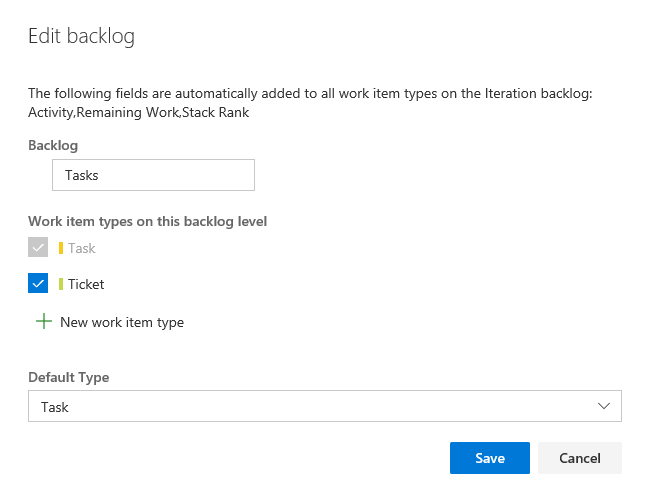 Edit backlog
The following fields are automatically added to all work item types on the Iteration backlog:
Activity,Remaining Work,Stack Rank
Backlog
Tasks
Work item types on this backlog level
Task
Ticket
New work item type
Default Type
Task
Save Cancel